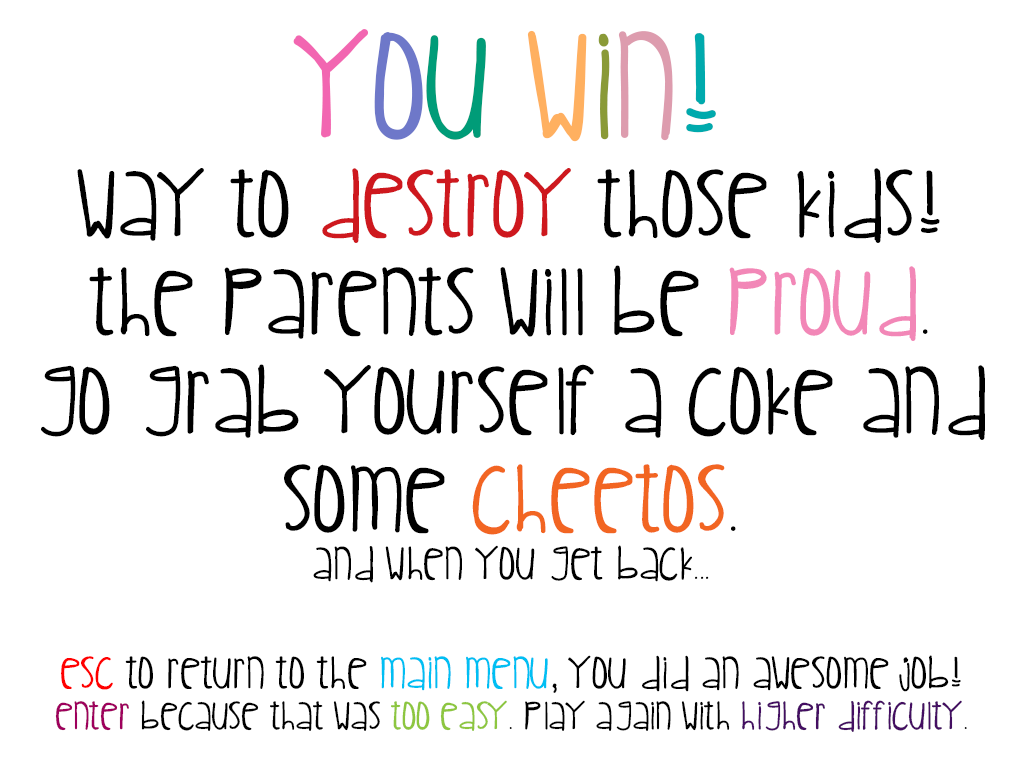 You Win!
Way to destroy those kids!
the Parents Will be Proud.
go grab Yourself a Coke and
some Cheetos.
and When You get back...
esc to return to the main menu, You did an awesome job!
enter because that was too easy. Play again with higher difficulty.